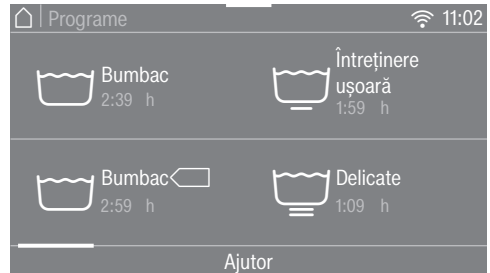 Programe 11:02
Bumbac
2:39 h
Întreținere
ușoară
1:59 h
Bumbac
2:59 h
Delicate
1:09 h
Ajutor